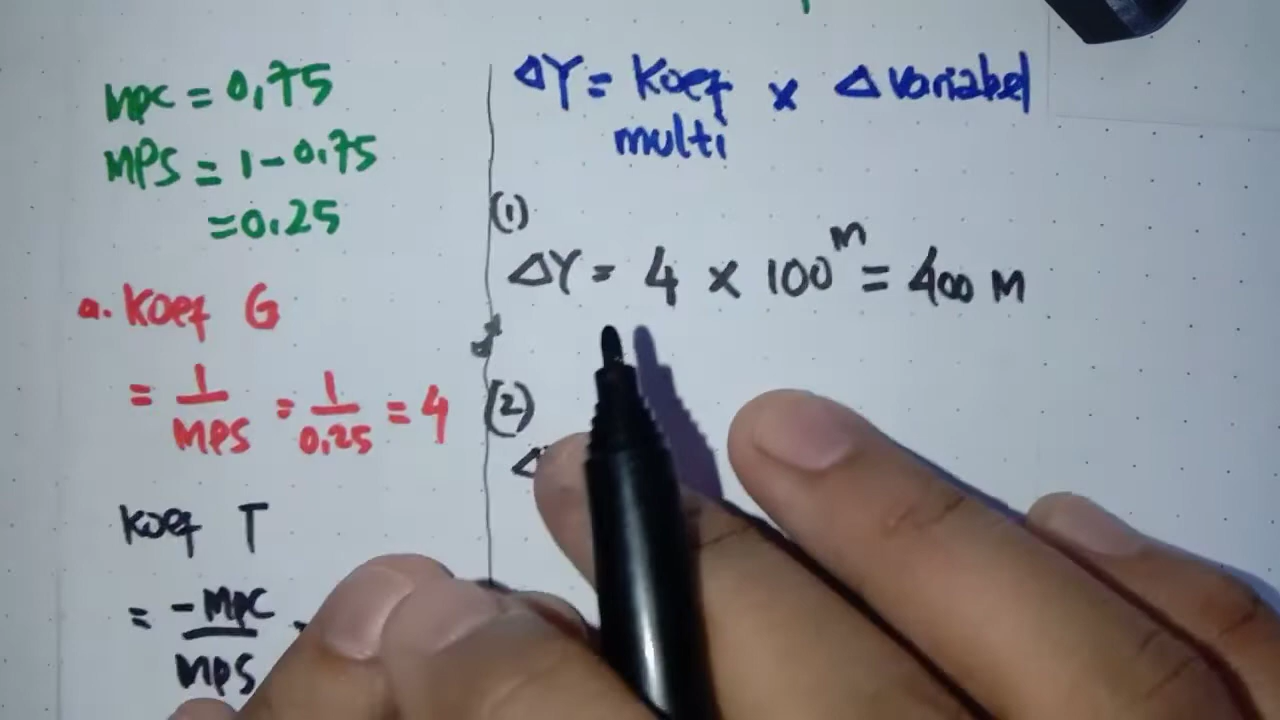 MPC = 0,75
MPS = 1 - 0.75
= 0.25
a. Koef G
= 1/MPS = 1/0.25 = 4
Koef T
= -MPC/MPS
ΔY = Koef multi x Δ Variabel
(1)
ΔY = 4 x 100 M = 400 M
(2)
Δ